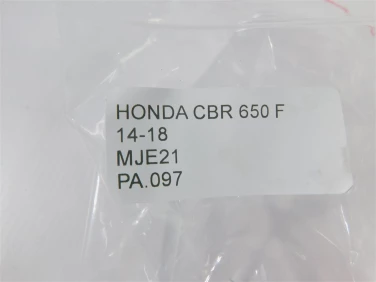 HONDA CBR 650 F
14-18
MJE21
PA.097